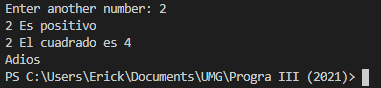 Enter another number: 2
2 Es positivo
2 El cuadrado es 4
Adios
PS C:\Users\Erick\Documents\UMG\Progra III (2021)>